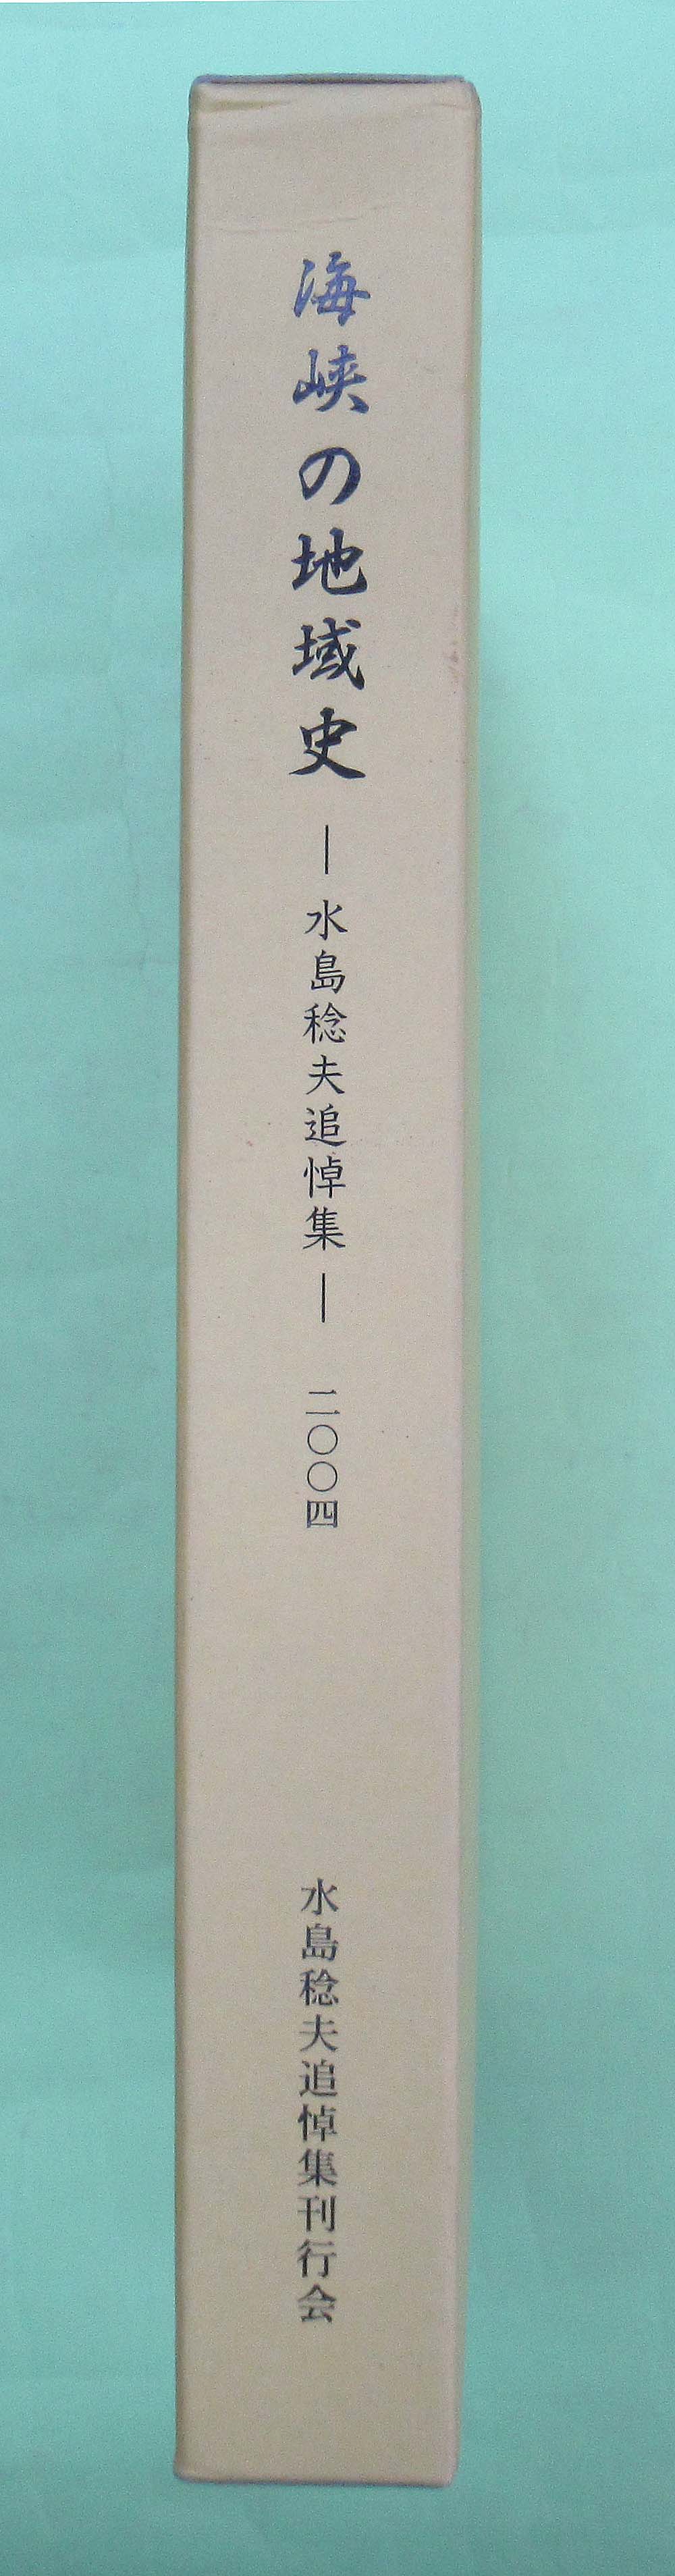 海峡の地域史
―水島稔夫追悼集―
二〇〇四
水島稔夫追悼集刊行会